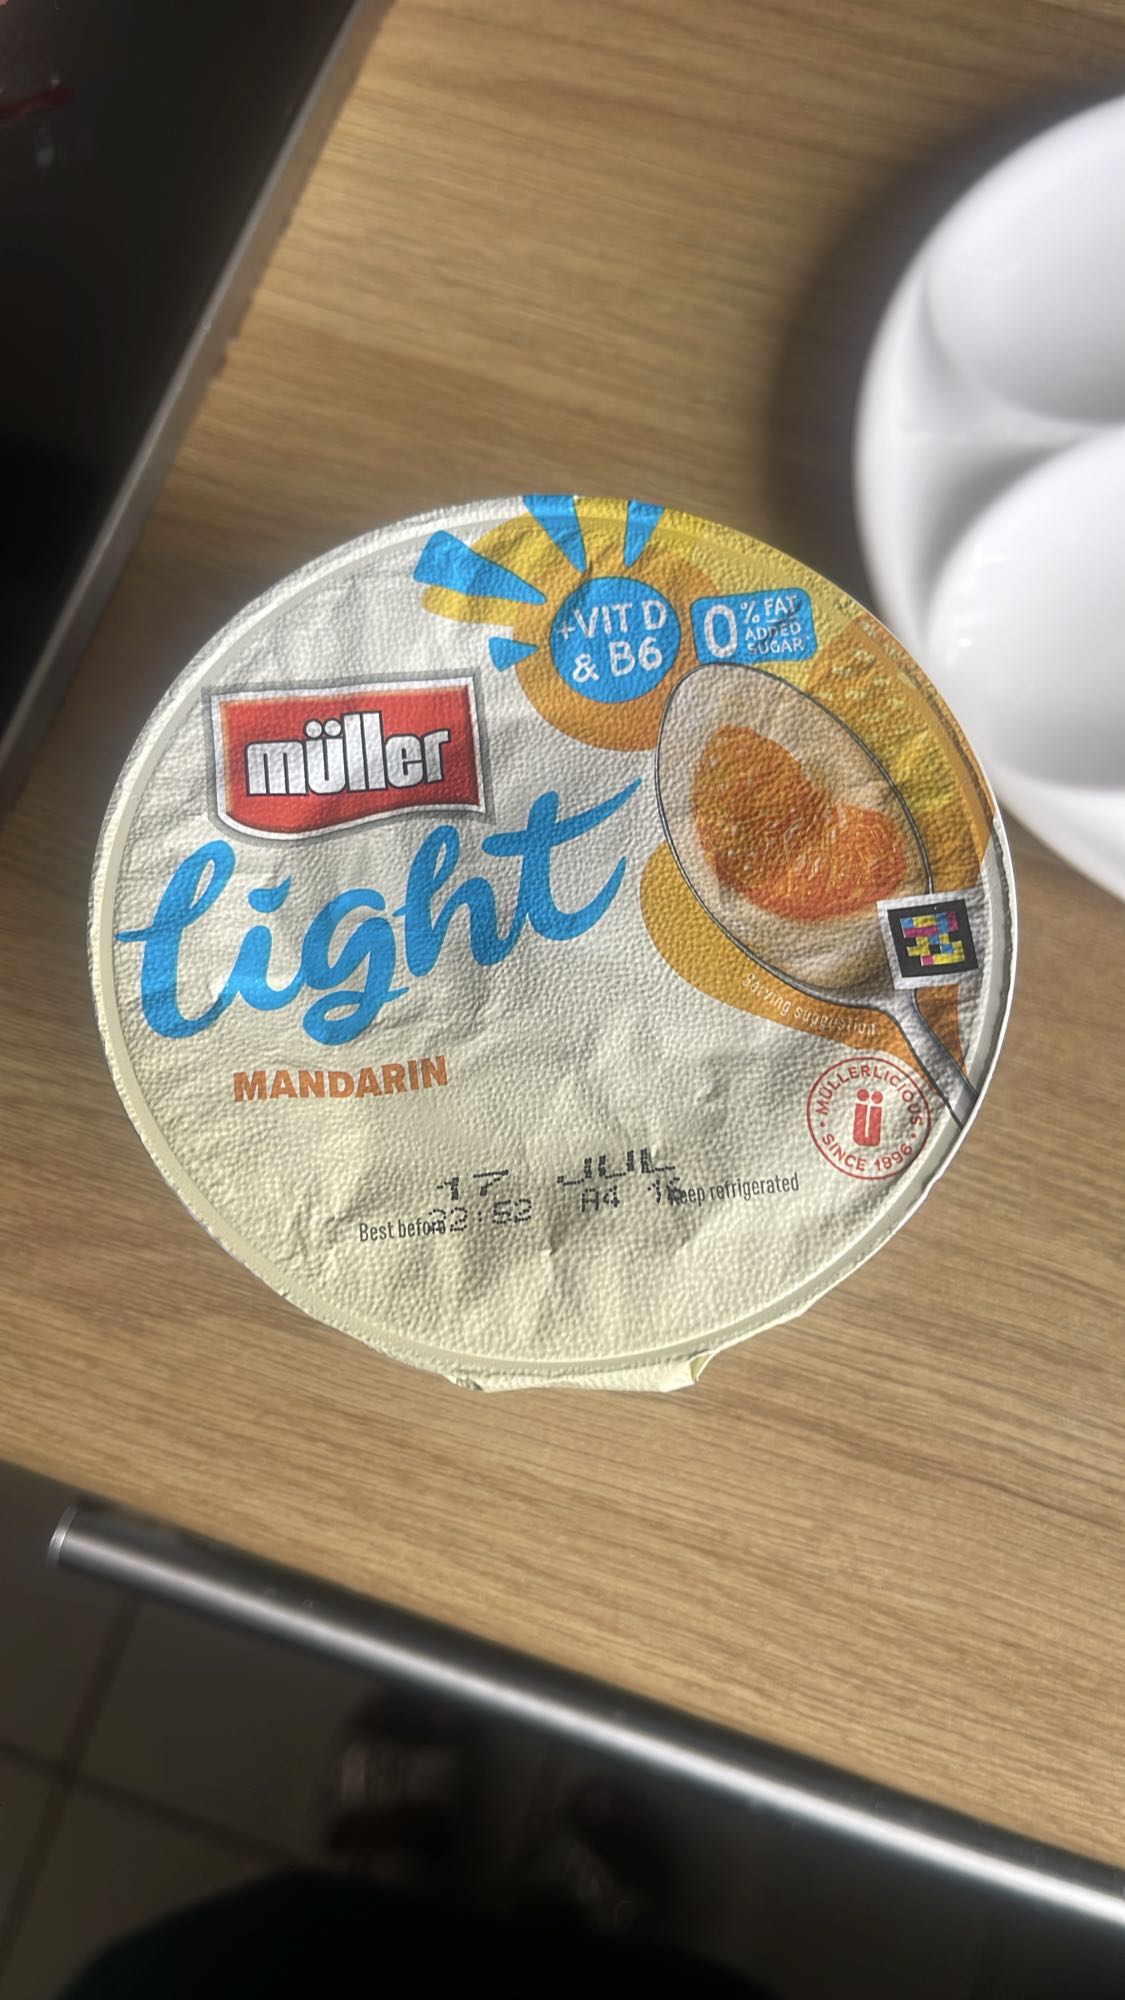 +VIT D
& B6
0% FAT
ADDED
SUGAR
müller
light
MANDARIN
Serving suggestion
MÜLLERLICIOUS
ü
SINCE 1896
17 JUL
22:52 A4 16
Best before
Keep refrigerated